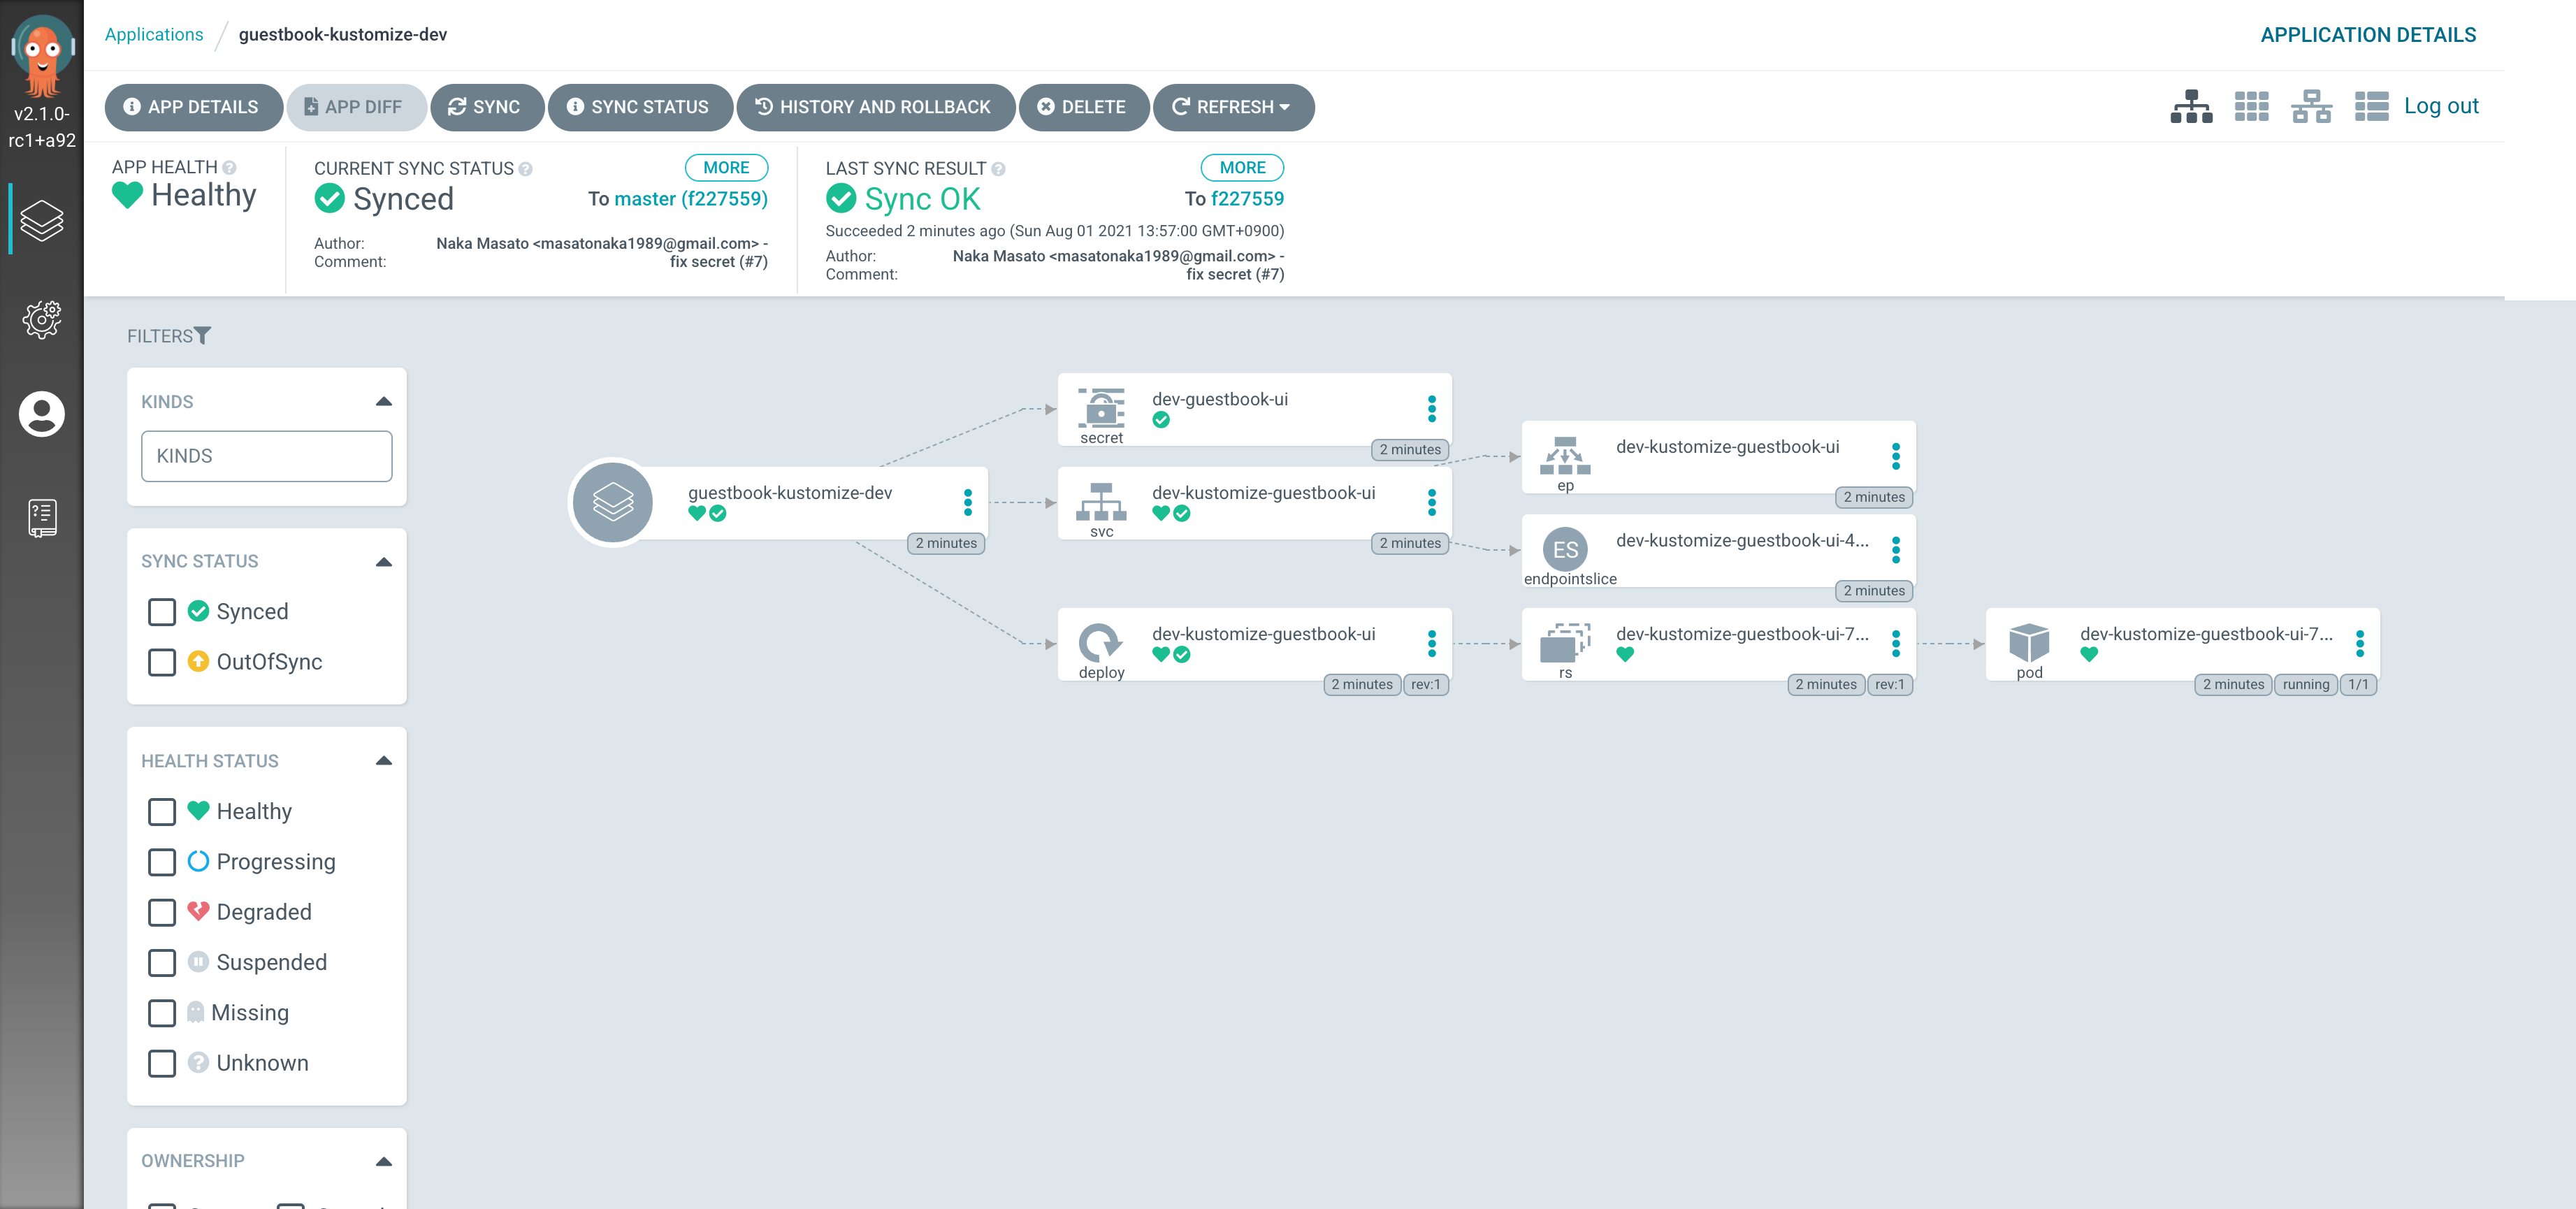 Applications / guestbook-kustomize-dev
APPLICATION DETAILS
v2.1.0-
rc1+a92
APP DETAILS
APP DIFF
SYNC
SYNC STATUS
HISTORY AND ROLLBACK
DELETE
REFRESH
Log out
APP HEALTH
Healthy
CURRENT SYNC STATUS
MORE
Synced
To master (f227559)
Author: Naka Masato <masatonaka1989@gmail.com> -
Comment: fix secret (#7)
LAST SYNC RESULT
MORE
Sync OK
To f227559
Succeeded 2 minutes ago (Sun Aug 01 2021 13:57:00 GMT+0900)
Author: Naka Masato <masatonaka1989@gmail.com> -
Comment: fix secret (#7)
FILTERS
KINDS
KINDS
SYNC STATUS
Synced
OutOfSync
HEALTH STATUS
Healthy
Progressing
Degraded
Suspended
Missing
Unknown
OWNERSHIP
guestbook-kustomize-dev
2 minutes
dev-guestbook-ui
secret
2 minutes
dev-kustomize-guestbook-ui
svc
2 minutes
dev-kustomize-guestbook-ui
deploy
2 minutes
rev:1
dev-kustomize-guestbook-ui
ep
2 minutes
ES
dev-kustomize-guestbook-ui-4...
endpointslice
2 minutes
dev-kustomize-guestbook-ui-7...
rs
2 minutes
rev:1
dev-kustomize-guestbook-ui-7...
pod
2 minutes
running
1/1